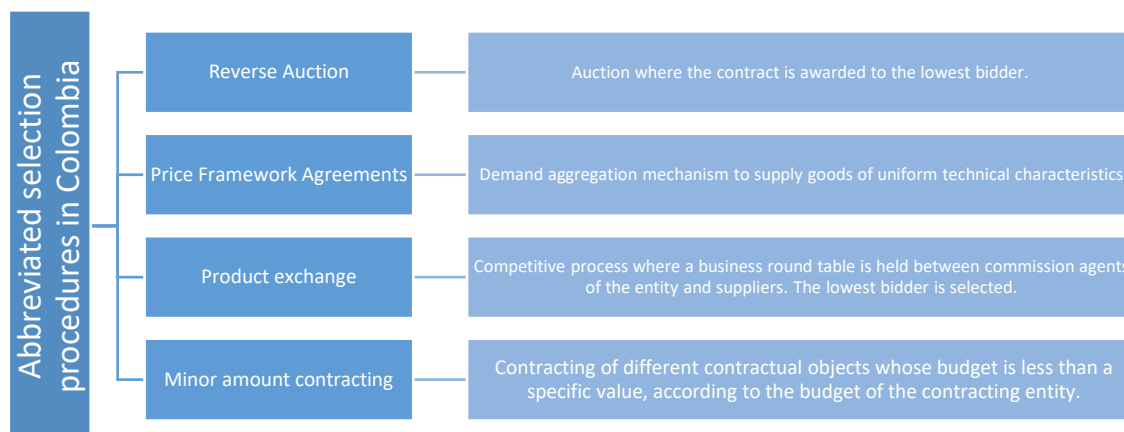 Abbreviated selection
procedures in Colombia
Reverse Auction
Auction where the contract is awarded to the lowest bidder.
Price Framework Agreements
Demand aggregation mechanism to supply goods of uniform technical characteristics
Product exchange
Competitive process where a business round table is held between commission agents
of the entity and suppliers. The lowest bidder is selected.
Minor amount contracting
Contracting of different contractual objects whose budget is less than a
specific value, according to the budget of the contracting entity.